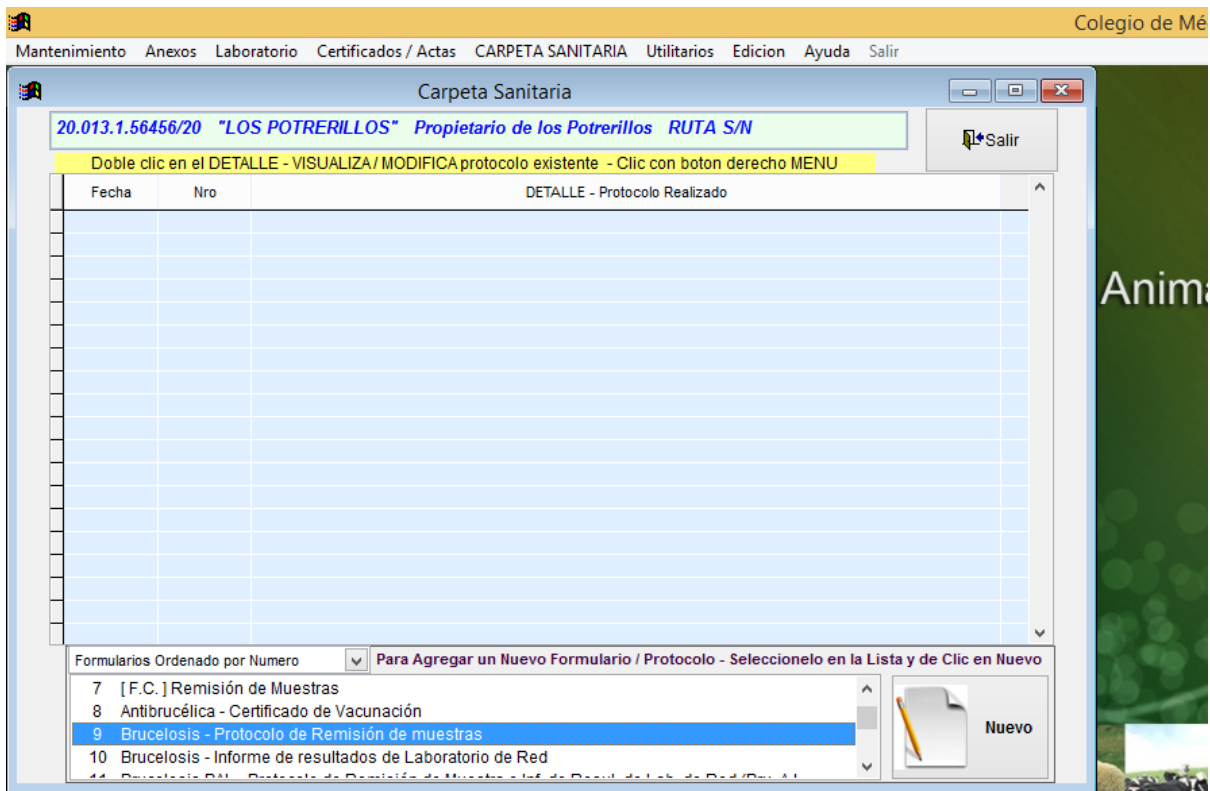 Colegio de Mé
Mantenimiento Anexos Laboratorio Certificados / Actas CARPETA SANITARIA Utilitarios Edicion Ayuda Salir
Carpeta Sanitaria
20.013.1.56456/20 "LOS POTRERILLOS" Propietario de los Potrerillos RUTA S/N
Salir
Doble clic en el DETALLE - VISUALIZA / MODIFICA protocolo existente - Clic con boton derecho MENU
Fecha Nro DETALLE - Protocolo Realizado
Anima
Formularios Ordenado por Numero
Para Agregar un Nuevo Formulario / Protocolo - Seleccionelo en la Lista y de Clic en Nuevo
7 [ F.C. ] Remisión de Muestras
8 Antibrucélica - Certificado de Vacunación
9 Brucelosis - Protocolo de Remisión de muestras
10 Brucelosis - Informe de resultados de Laboratorio de Red
Nuevo